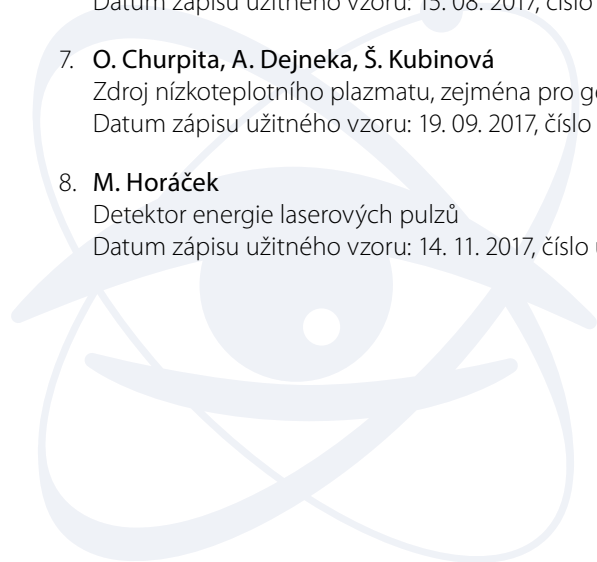 Datum zápisu užitného vzoru: 15. 08. 2017, číslo
7. O. Churpita, A. Dejneka, Š. Kubinová
Zdroj nízkoteplotního plazmatu, zejména pro
Datum zápisu užitného vzoru: 19. 09. 2017, číslo
8. M. Horáček
Detektor energie laserových pulzů
Datum zápisu užitného vzoru: 14. 11. 2017, číslo